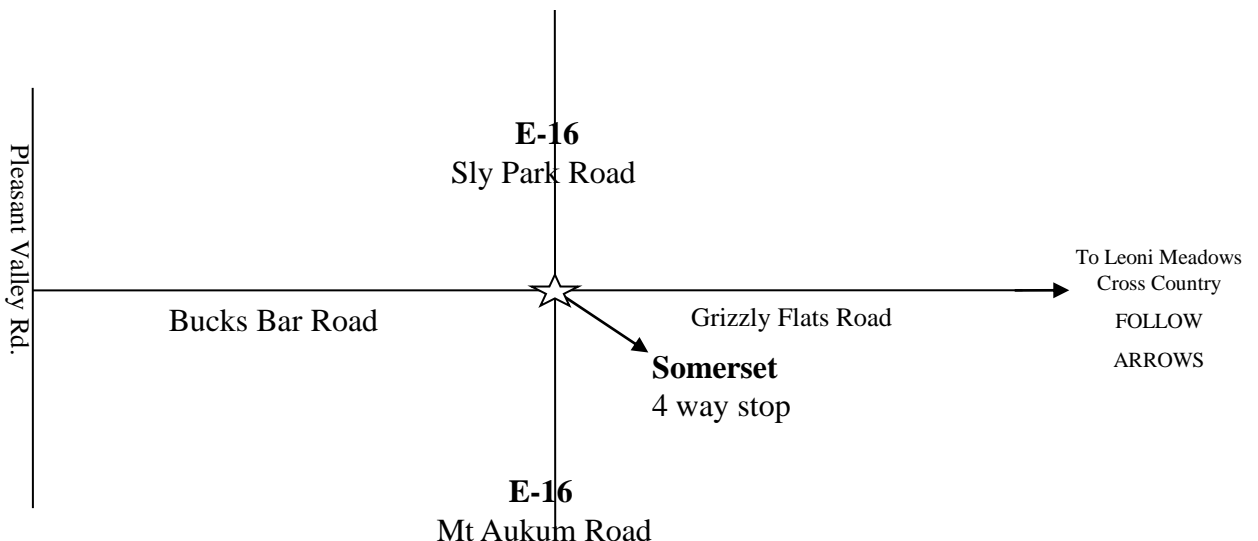 E-16
Sly Park Road
Pleasant Valley Rd.
To Leoni Meadows
Cross Country
FOLLOW
ARROWS
Bucks Bar Road
Grizzly Flats Road
Somerset
4 way stop
E-16
Mt Aukum Road